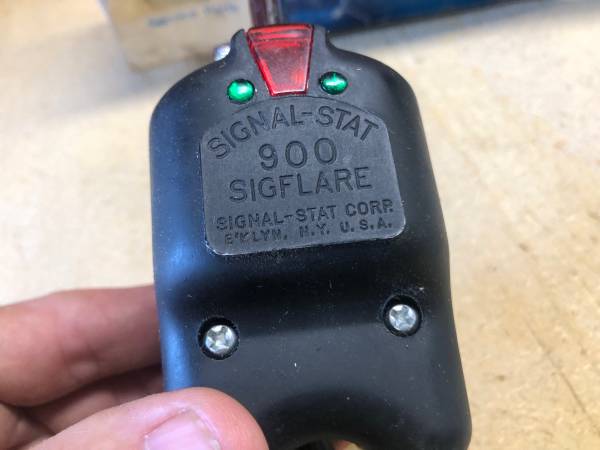 SIGNAL-STAT
900
SIGFLARE
SIGNAL-STAT CORP.
B'KLYN, N.Y. U.S.A.